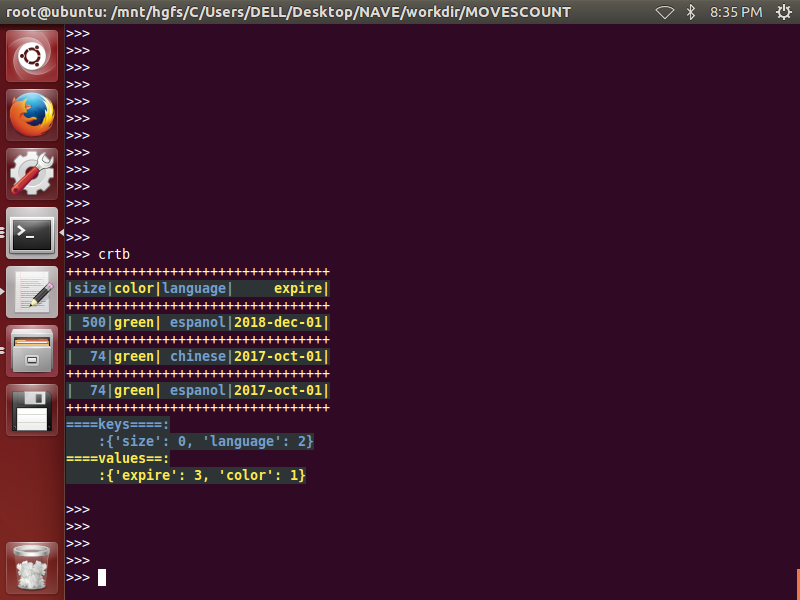 root@ubuntu: /mnt/hgfs/C/Users/DELL/Desktop/NAVE/workdir/MOVESCOUNT 8:35 PM
>>>
>>>
>>>
>>>
>>>
>>>
>>>
>>>
>>>
>>>
>>>
>>>
>>>
>>> crtb
+++++++++++++++++++++++++++++++++
|size|color|language|     expire|
+++++++++++++++++++++++++++++++++
| 500|green| espanol|2018-dec-01|
+++++++++++++++++++++++++++++++++
|  74|green| chinese|2017-oct-01|
+++++++++++++++++++++++++++++++++
|  74|green| espanol|2017-oct-01|
+++++++++++++++++++++++++++++++++
====keys====:
    :{'size': 0, 'language': 2}
====values==:
    :{'expire': 3, 'color': 1}
>>>
>>>
>>>
>>>
>>>